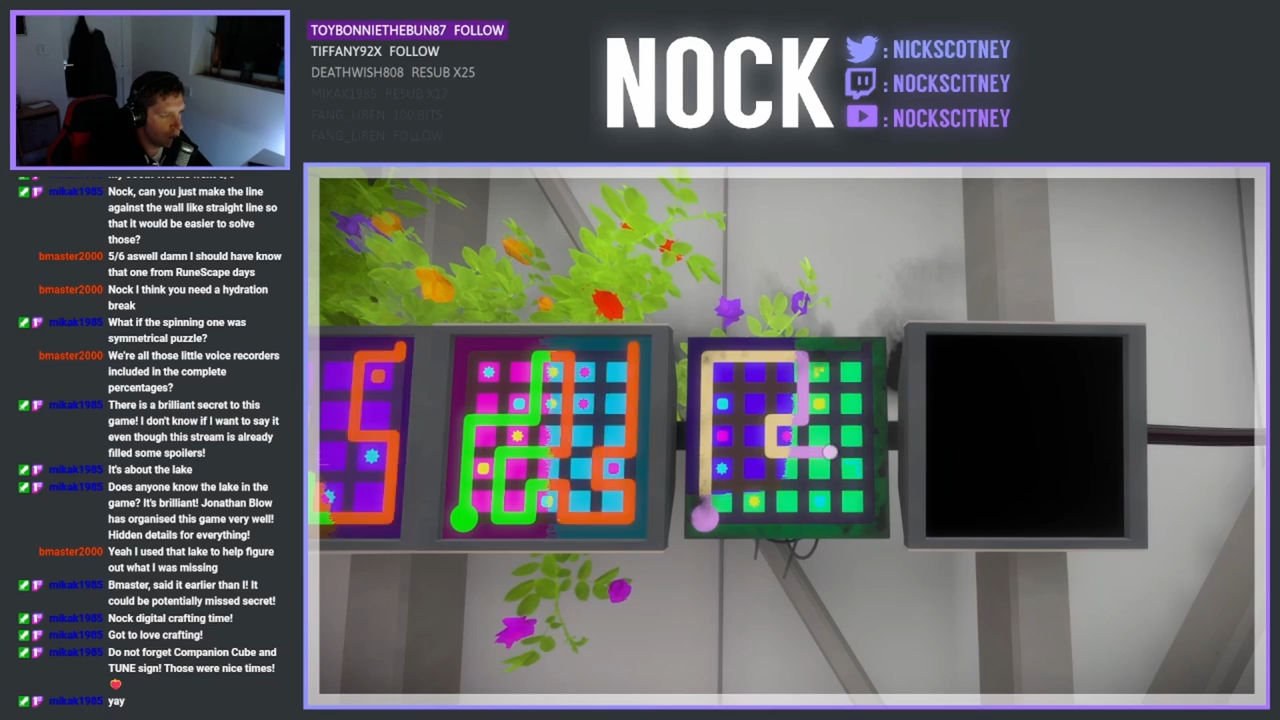 TOYBONNIETHEBUN87 FOLLOW
TIFFANY92X FOLLOW
DEATHWISH808 RESUB X25
MIKAK1985 RESUB X17
FANG_LIREN 100 BITS
FANG_LIREN FOLLOW
NOCK
: NICKSCOTNEY
: NOCKSCITNEY
: NOCKSCITNEY
mikak1985 Nock, can you just make the line
against the wall like straight line so
that it would be easier to solve
those?
bmaster2000 5/6 aswell damn I should have know
that one from RuneScape days
bmaster2000 Nock I think you need a hydration
break
mikak1985 What if the spinning one was
symmetrical puzzle?
bmaster2000 We're all those little voice recorders
included in the complete
percentages?
mikak1985 There is a brilliant secret to this
game! I don't know if I want to say it
even though this stream is already
filled some spoilers!
mikak1985 It's about the lake
mikak1985 Does anyone know the lake in the
game? It's brilliant! Jonathan Blow
has organised this game very well!
Hidden details for everything!
bmaster2000 Yeah I used that lake to help figure
out what I was missing
mikak1985 Bmaster, said it earlier than I! It
could be potentially missed secret!
mikak1985 Nock digital crafting time!
mikak1985 Got to love crafting!
mikak1985 Do not forget Companion Cube and
TUNE sign! Those were nice times!
mikak1985 yay